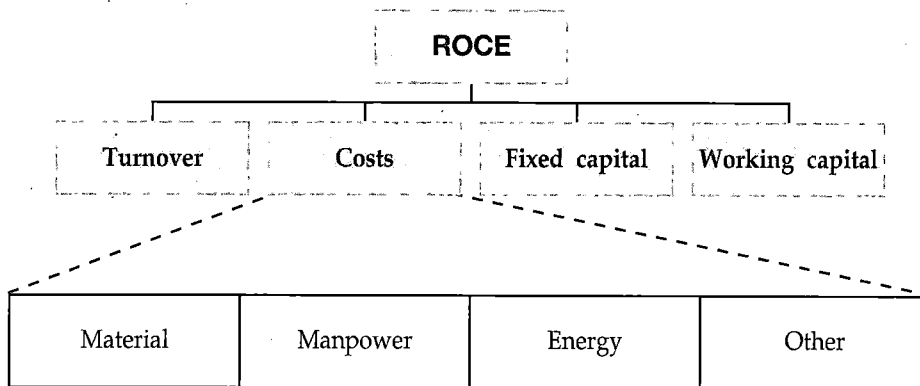 ROCE
Turnover Costs Fixed capital Working capital
Material Manpower Energy Other